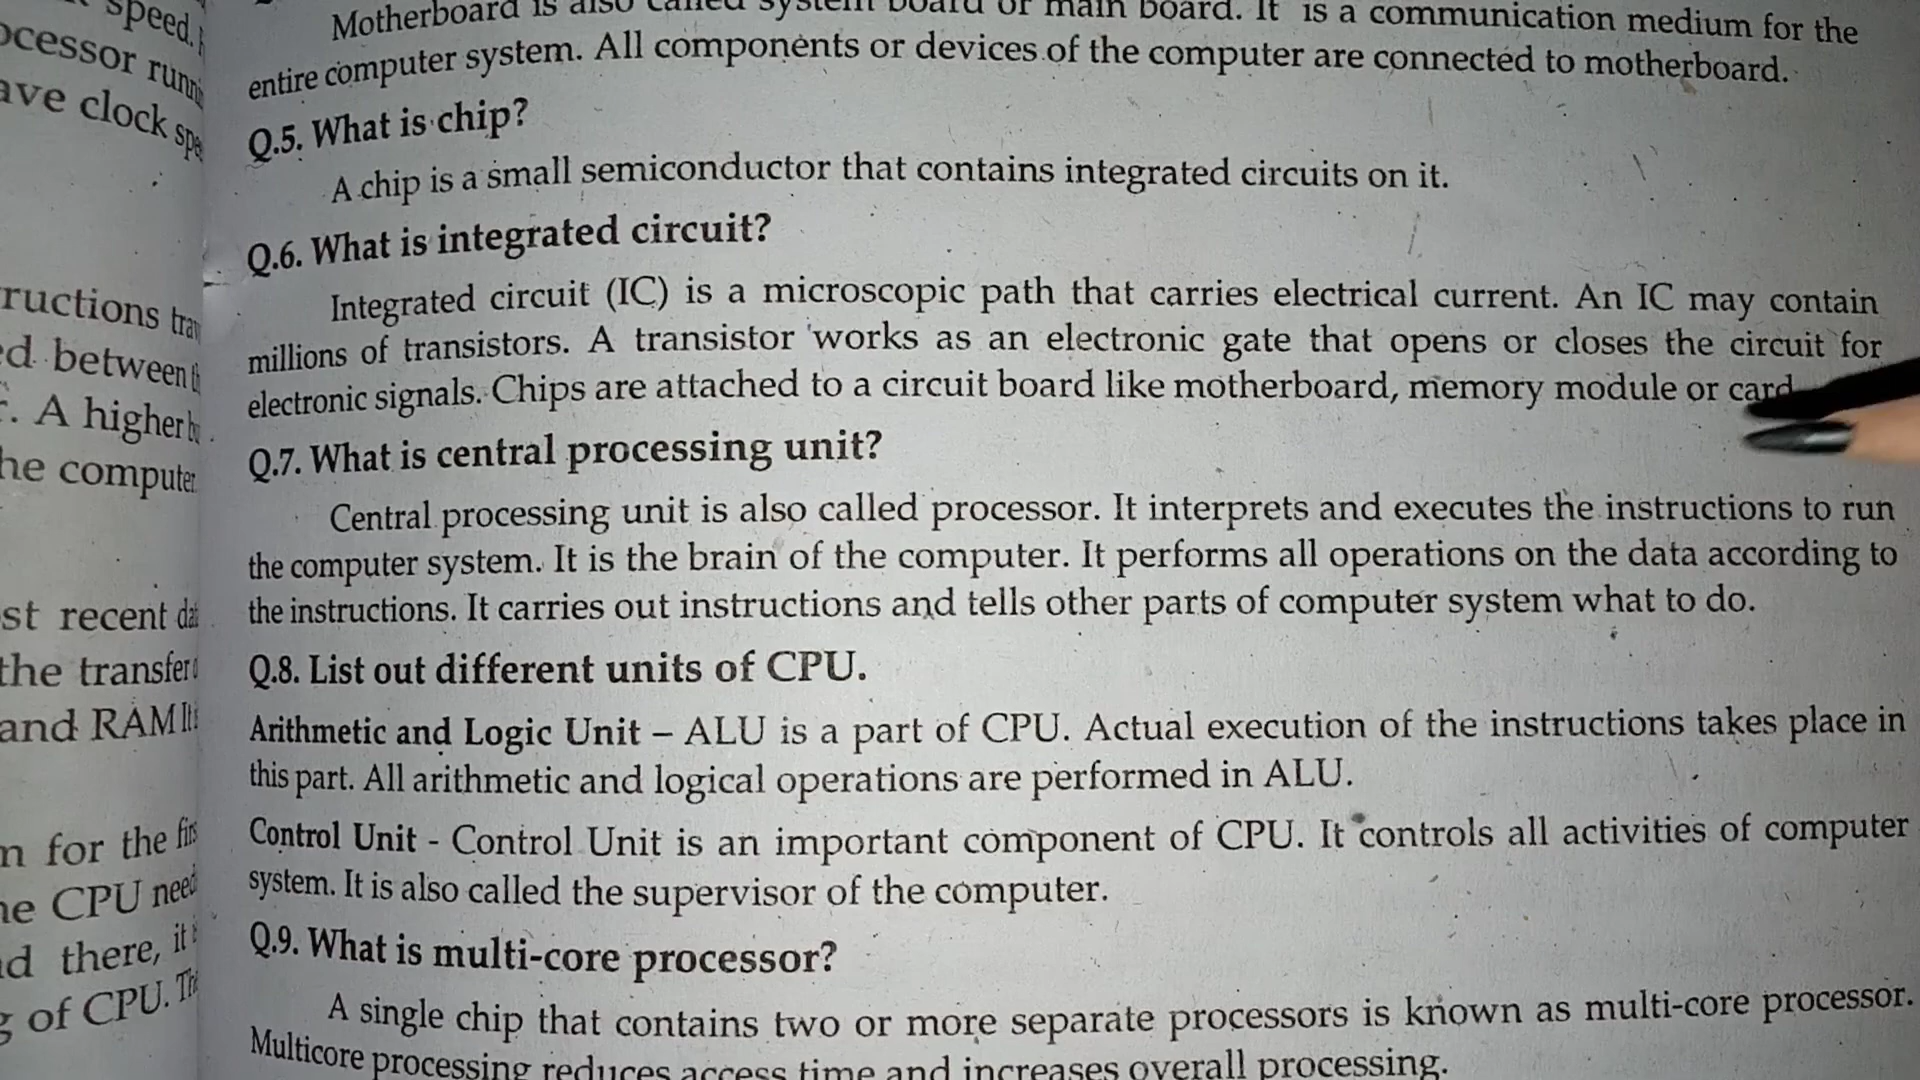 speed.
ocessor
ave clock
ructions
ed between
r. A higher
he computer
st recent
the transfer
and RAM
n for the
he CPU
d there, it
g of CPU.
Motherboard is also called system board or main board. It is a communication medium for the
entire computer system. All components or devices of the computer are connected to motherboard.
Q.5. What is chip?
A chip is a small semiconductor that contains integrated circuits on it.
Q.6. What is integrated circuit?
Integrated circuit (IC) is a microscopic path that carries electrical current. An IC may contain
millions of transistors. A transistor works as an electronic gate that opens or closes the circuit for
electronic signals. Chips are attached to a circuit board like motherboard, memory module or card
Q.7. What is central processing unit?
Central processing unit is also called processor. It interprets and executes the instructions to run
the computer system. It is the brain of the computer. It performs all operations on the data according to
the instructions. It carries out instructions and tells other parts of computer system what to do.
Q.8. List out different units of CPU.
Arithmetic and Logic Unit – ALU is a part of CPU. Actual execution of the instructions takes place in
this part. All arithmetic and logical operations are performed in ALU.
Control Unit - Control Unit is an important component of CPU. It controls all activities of computer
system. It is also called the supervisor of the computer.
Q.9. What is multi-core processor?
A single chip that contains two or more separate processors is known as multi-core processor.
Multicore processing reduces access time and increases overall processing.